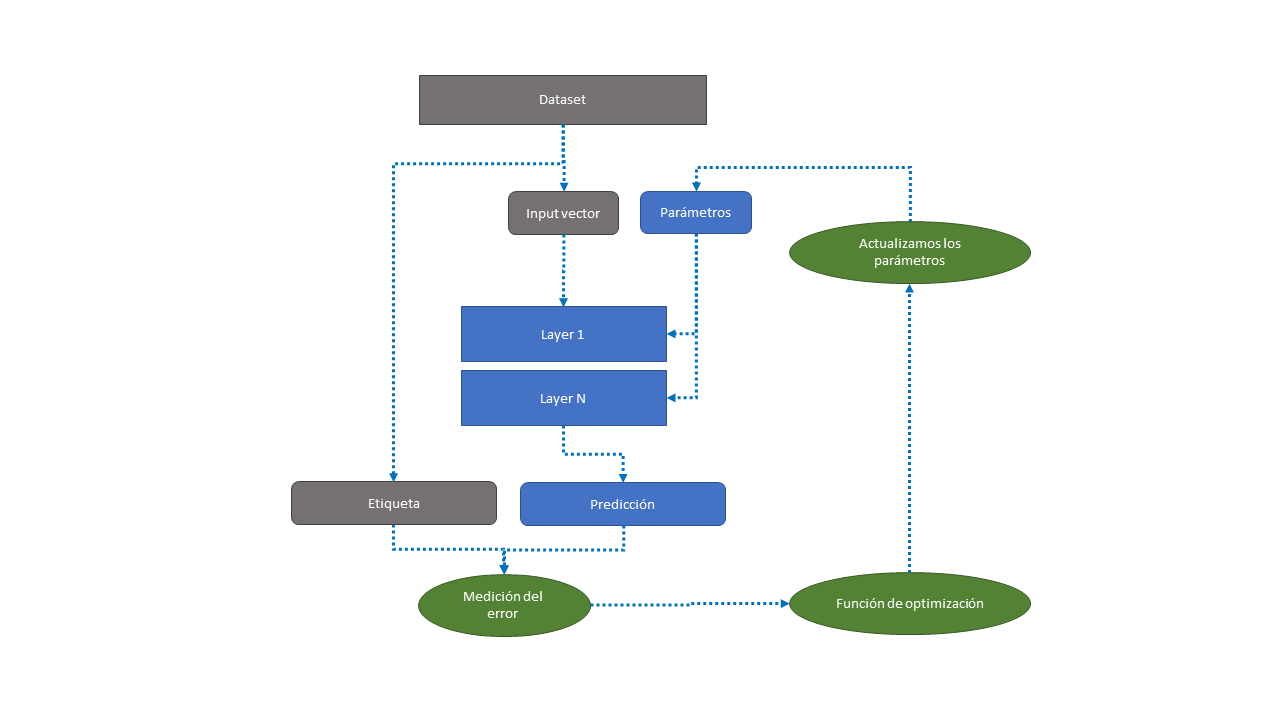 Dataset
Input vector
Parámetros
Actualizamos los
parámetros
Layer 1
Layer N
Etiqueta
Predicción
Medición del
error
Función de optimización